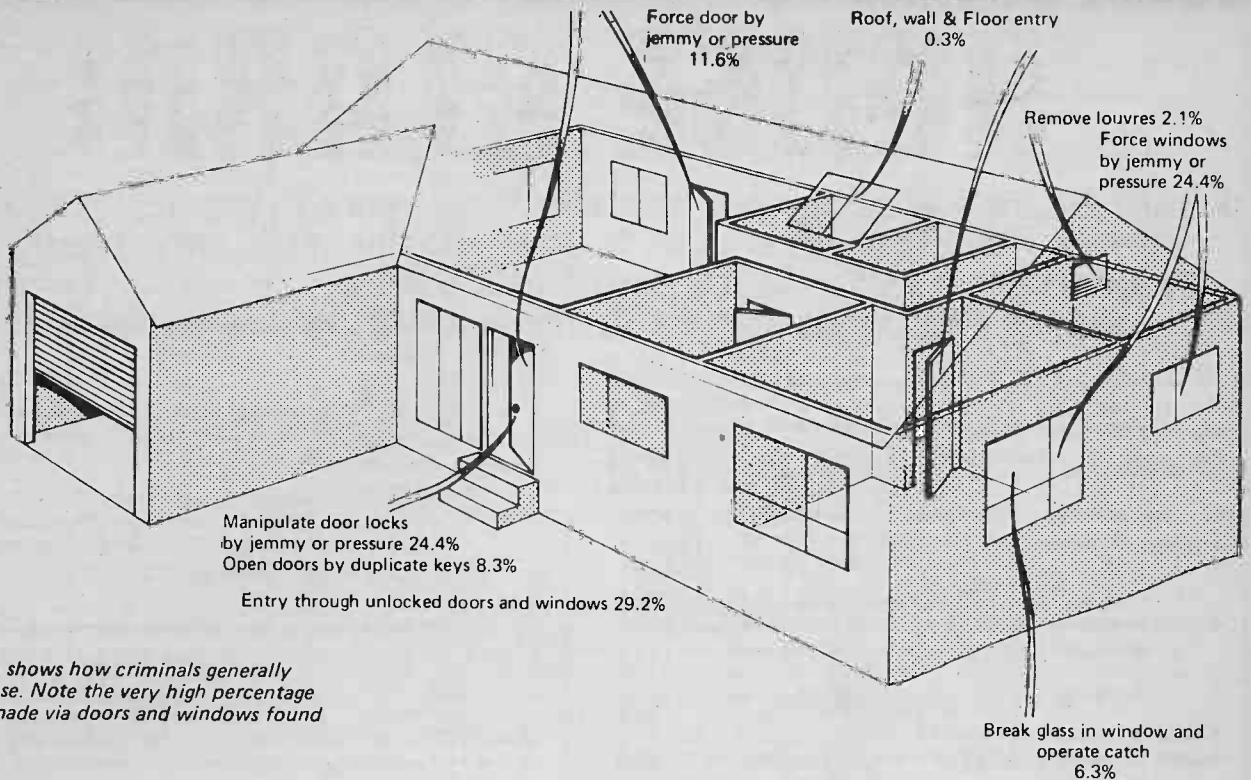 Force door by
jemmy or pressure
11.6%
Roof, wall & Floor entry
0.3%
Remove louvres 2.1%
Force windows
by jemmy or
pressure 24.4%
Manipulate door locks
by jemmy or pressure 24.4%
Open doors by duplicate keys 8.3%
Entry through unlocked doors and windows 29.2%
shows how criminals generally
se. Note the very high percentage
nade via doors and windows found
Break glass in window and
operate catch
6.3%